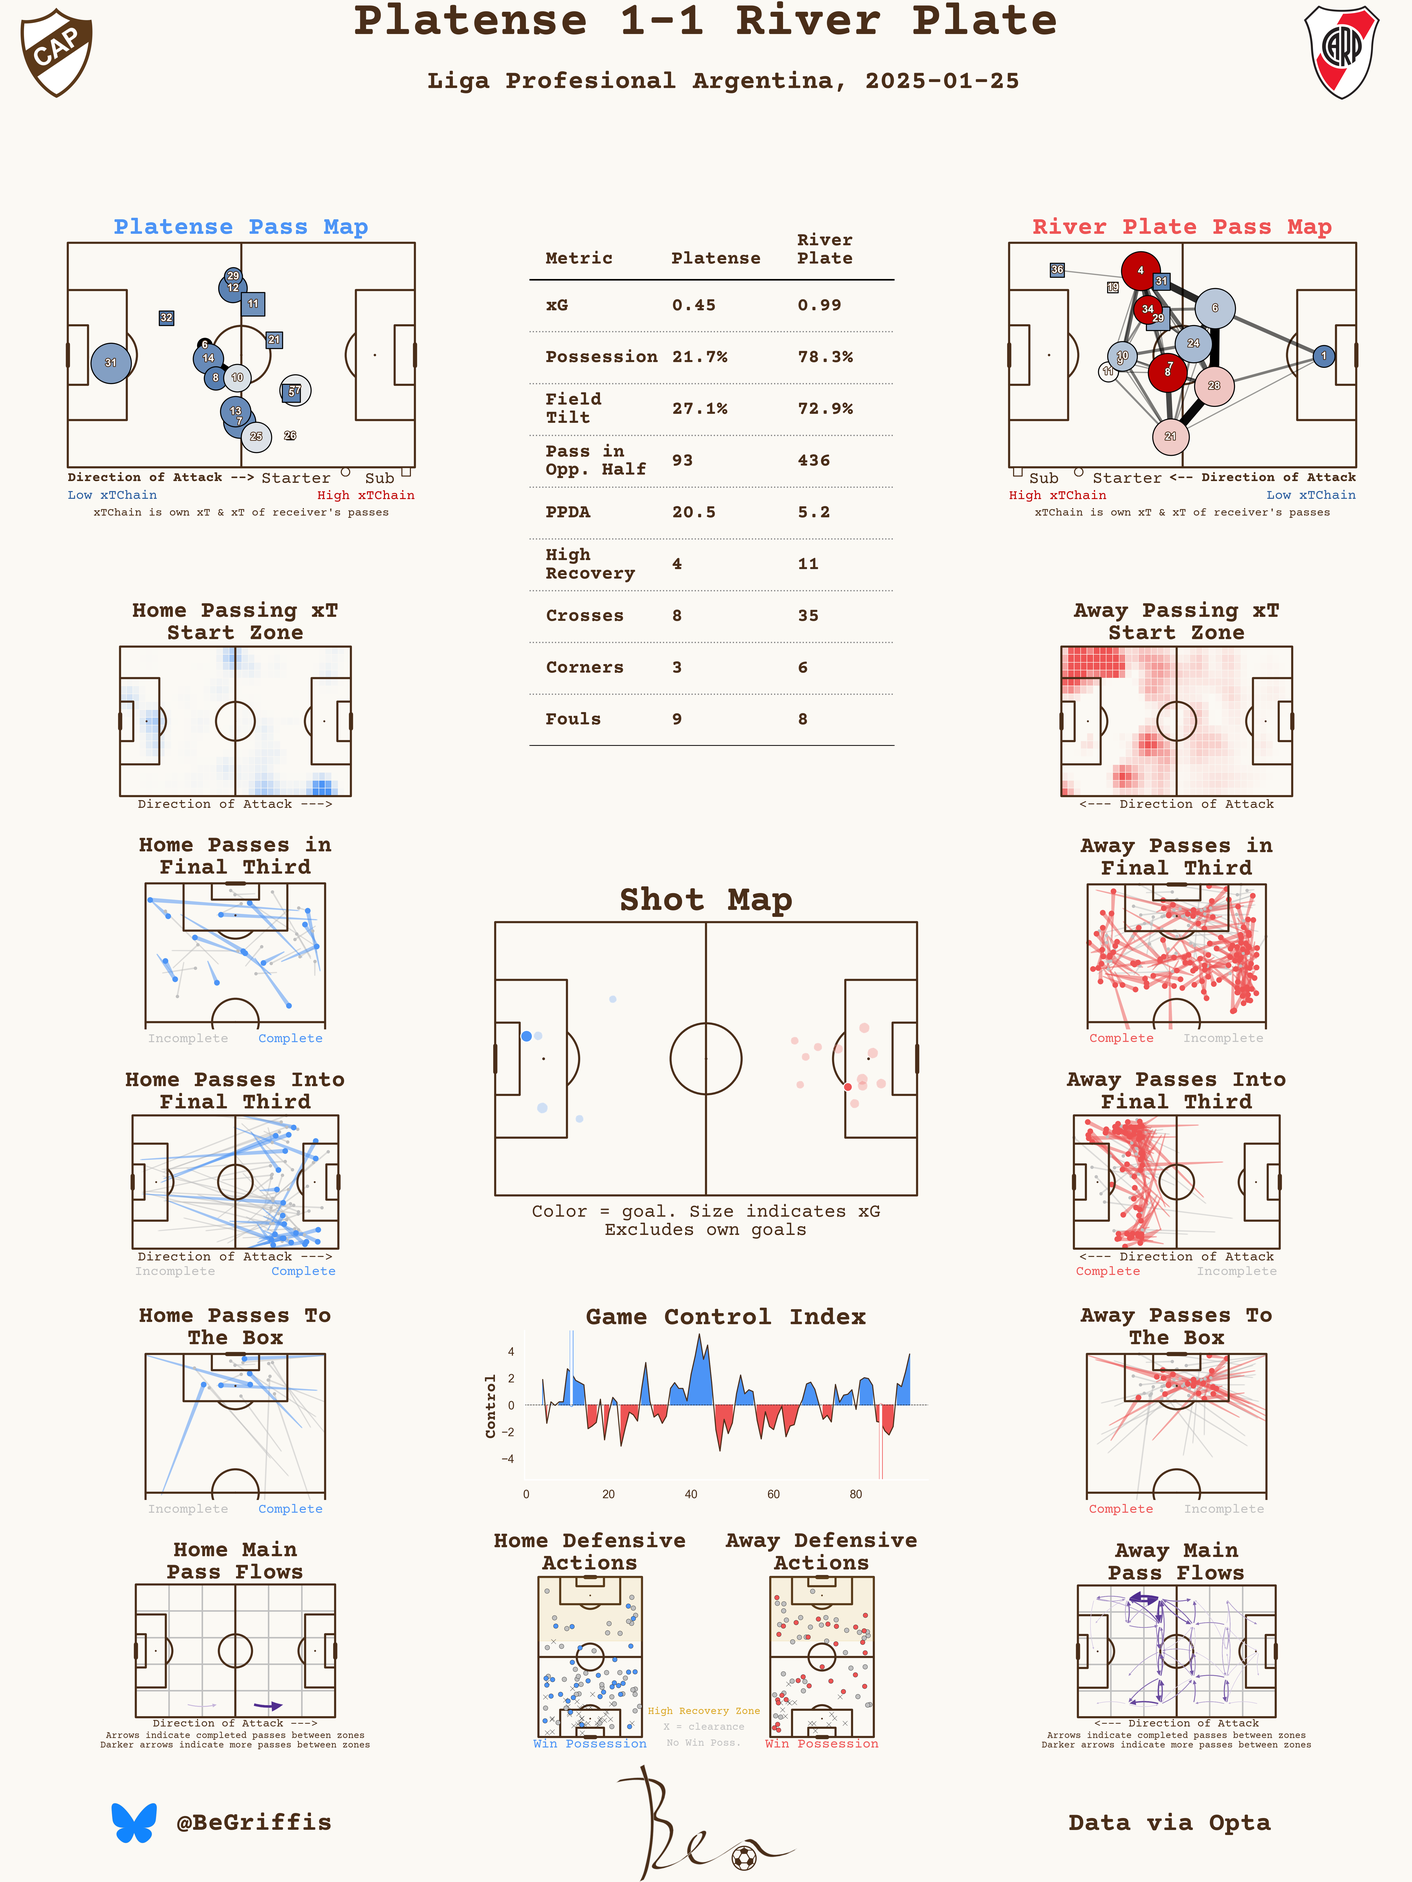 Platense 1-1 River Plate
Liga Profesional Argentina, 2025-01-25
CAP
CARP
Platense Pass Map
29
12
11
32
6
21
14
31
8
10
5
13
7
25
26
Direction of Attack --> Starter Sub
Low xTChain High xTChain
xTChain is own xT & xT of receiver's passes
Metric Platense River Plate
xG 0.45 0.99
Possession 21.7% 78.3%
Field Tilt 27.1% 72.9%
Pass in Opp. Half 93 436
PPDA 20.5 5.2
High Recovery 4 11
Crosses 8 35
Corners 3 6
Fouls 9 8
River Plate Pass Map
36
4
19
31
34
29
6
24
10
9
1
11
7
8
28
21
Sub Starter <-- Direction of Attack
High xTChain Low xTChain
xTChain is own xT & xT of receiver's passes
Home Passing xT
Start Zone
Direction of Attack --->
Away Passing xT
Start Zone
<--- Direction of Attack
Home Passes in
Final Third
Incomplete Complete
Shot Map
Color = goal. Size indicates xG
Excludes own goals
Away Passes in
Final Third
Complete Incomplete
Home Passes Into
Final Third
Direction of Attack --->
Incomplete Complete
Away Passes Into
Final Third
<--- Direction of Attack
Complete Incomplete
Home Passes To
The Box
Incomplete Complete
Game Control Index
Control
4
2
0
−2
−4
0 20 40 60 80
Away Passes To
The Box
Complete Incomplete
Home Main
Pass Flows
Direction of Attack --->
Arrows indicate completed passes between zones
Darker arrows indicate more passes between zones
Home Defensive
Actions
Win Possession
High Recovery Zone
X = clearance
No Win Poss.
Away Defensive
Actions
Win Possession
Away Main
Pass Flows
<--- Direction of Attack
Arrows indicate completed passes between zones
Darker arrows indicate more passes between zones
@BeGriffis
Ben
Data via Opta